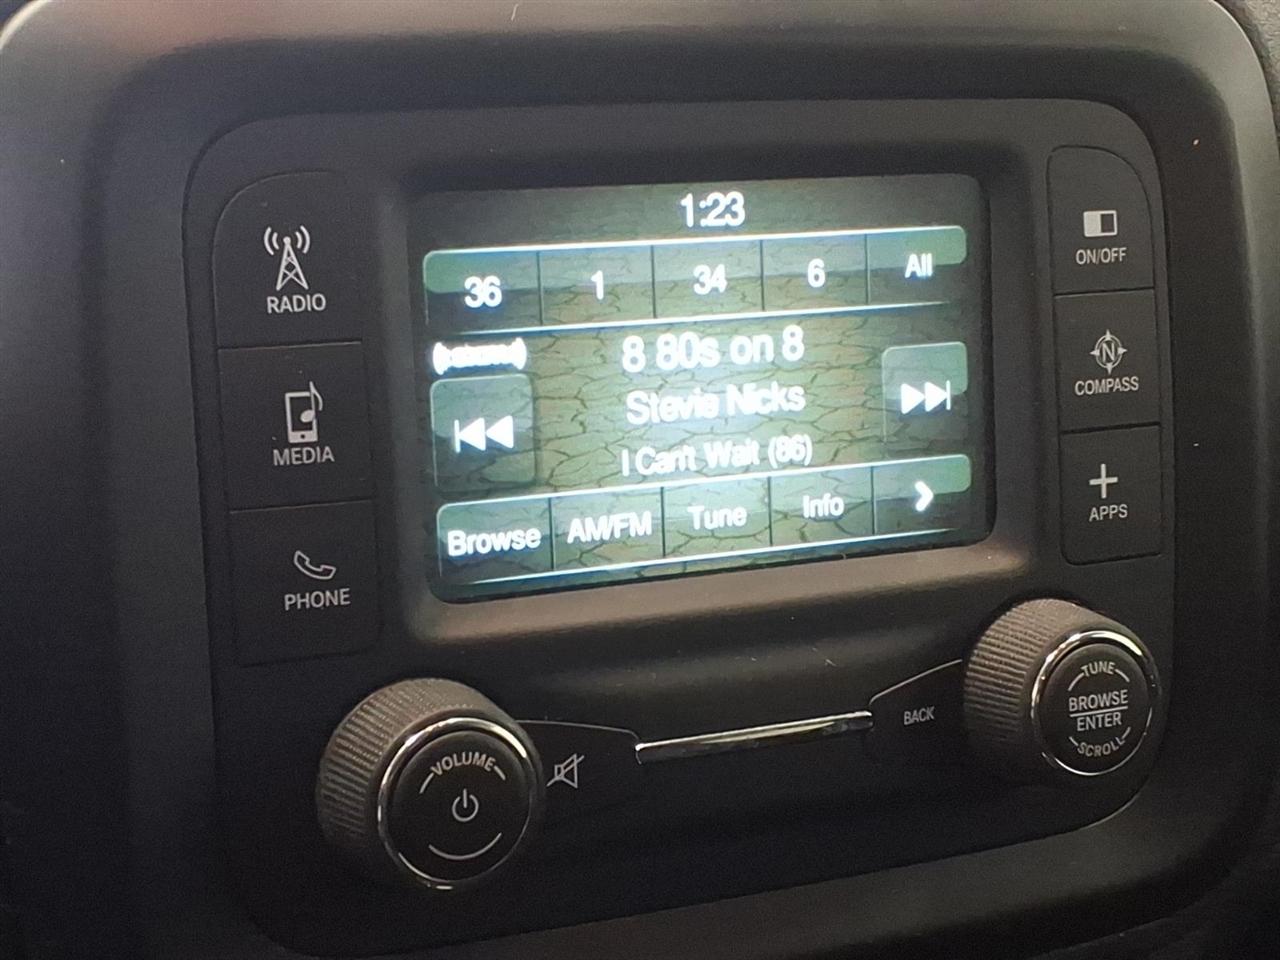 1:23
36 1 34 6 All
8 80s on 8
Stevie Nicks
I Can't Wait (86)
Browse AM/FM Tune Info
RADIO
MEDIA
PHONE
ON/OFF
N
COMPASS
APPS
VOLUME
BACK
TUNE
BROWSE
ENTER
SCROLL